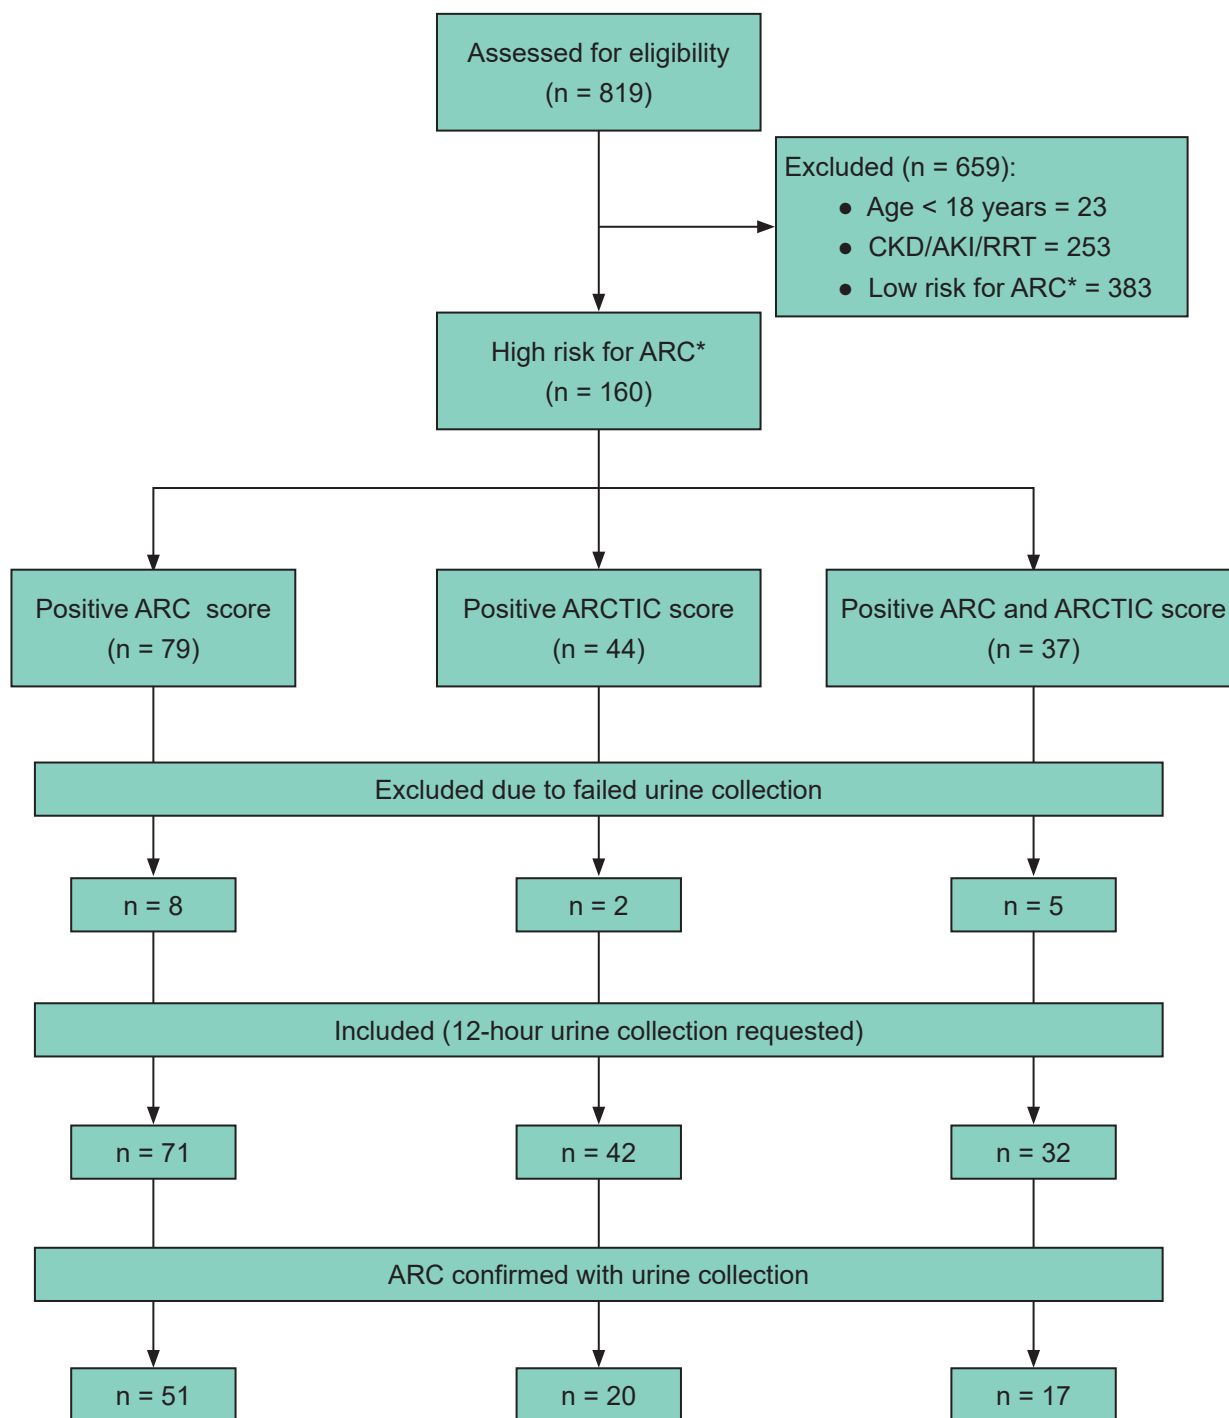 Assessed for eligibility
(n = 819)
Excluded (n = 659):
● Age < 18 years = 23
● CKD/AKI/RRT = 253
● Low risk for ARC* = 383
High risk for ARC*
(n = 160)
Positive ARC score
(n = 79)
Positive ARCTIC score
(n = 44)
Positive ARC and ARCTIC score
(n = 37)
Excluded due to failed urine collection
n = 8
n = 2
n = 5
Included (12-hour urine collection requested)
n = 71
n = 42
n = 32
ARC confirmed with urine collection
n = 51
n = 20
n = 17